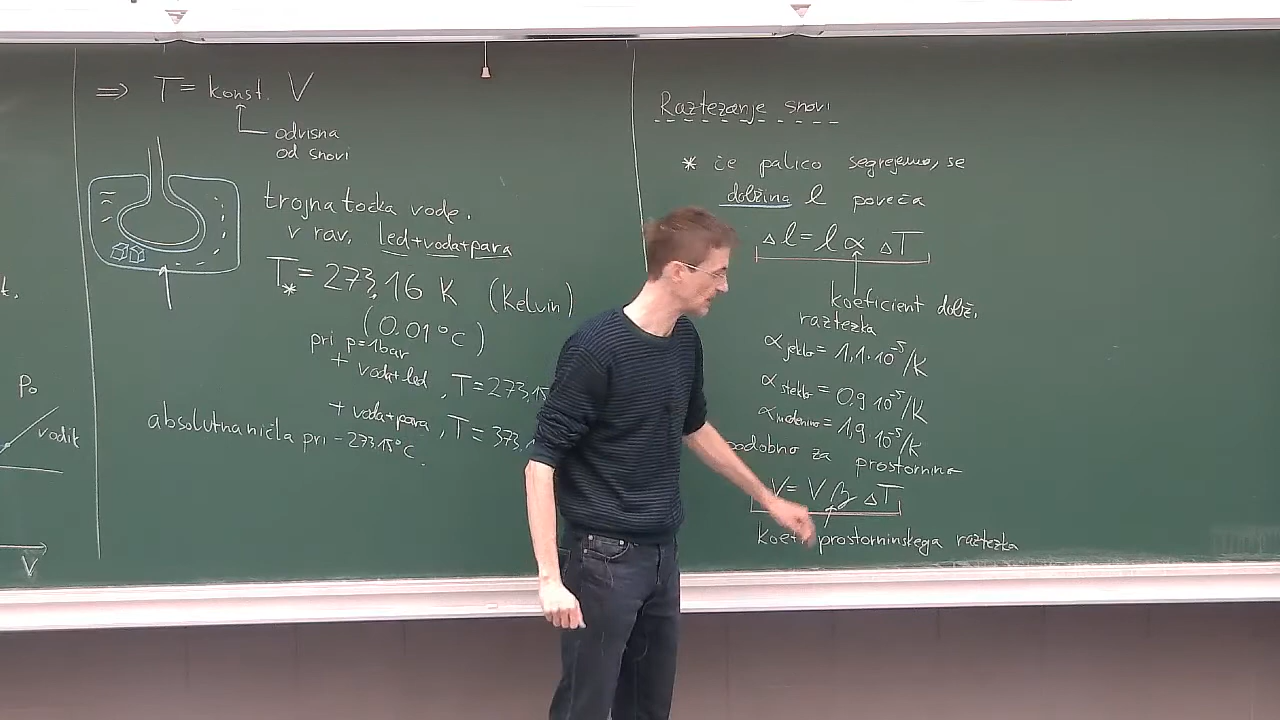 ⇒ T = konst. V
odvisna
od snovi
trojna točka vode.
v rav. led+voda+para
T* = 273,16 K (Kelvin)
(0.01°C)
pri p=1bar
+ voda+led, T=273,15
+ voda+para, T = 373,
absolutna ničla pri -273.15°C.
t.
P₀
vodik
V
Raztezanje snovi
* če palico segrejemo, se
dolžina l poveča
Δl = l α ΔT
koeficient dolž.
raztezka
α jeklo = 1,1·10⁻⁵/K
α steklo = 0,9 10⁻⁵/K
α = 1,9 10⁻⁵/K
podobno za prostornino
V = V β ΔT
koef. prostorninskega raztezka